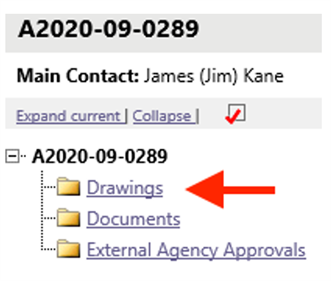 A2020-09-0289
Main Contact: James (Jim) Kane
Expand current | Collapse |
A2020-09-0289
Drawings
Documents
External Agency Approvals